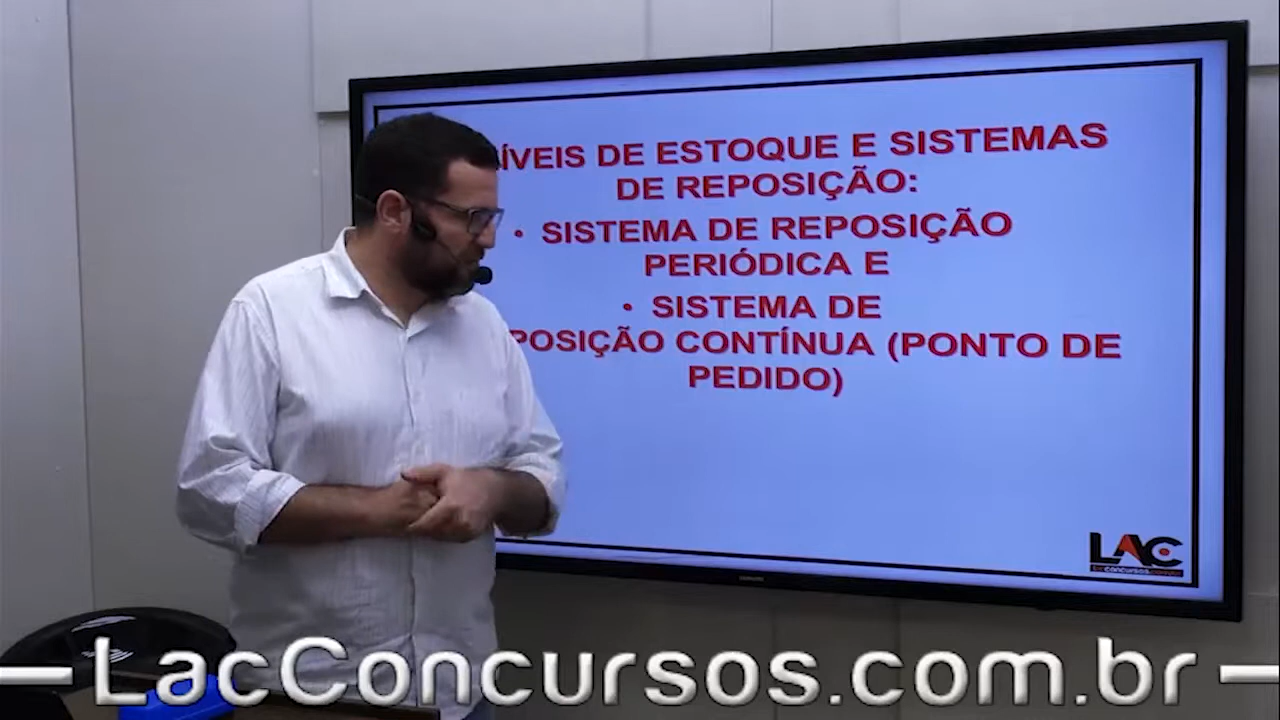 ÍVEIS DE ESTOQUE E SISTEMAS
DE REPOSIÇÃO:
• SISTEMA DE REPOSIÇÃO
PERIÓDICA E
• SISTEMA DE
POSIÇÃO CONTÍNUA (PONTO DE
PEDIDO)
LAC
LacConcursos.com.br